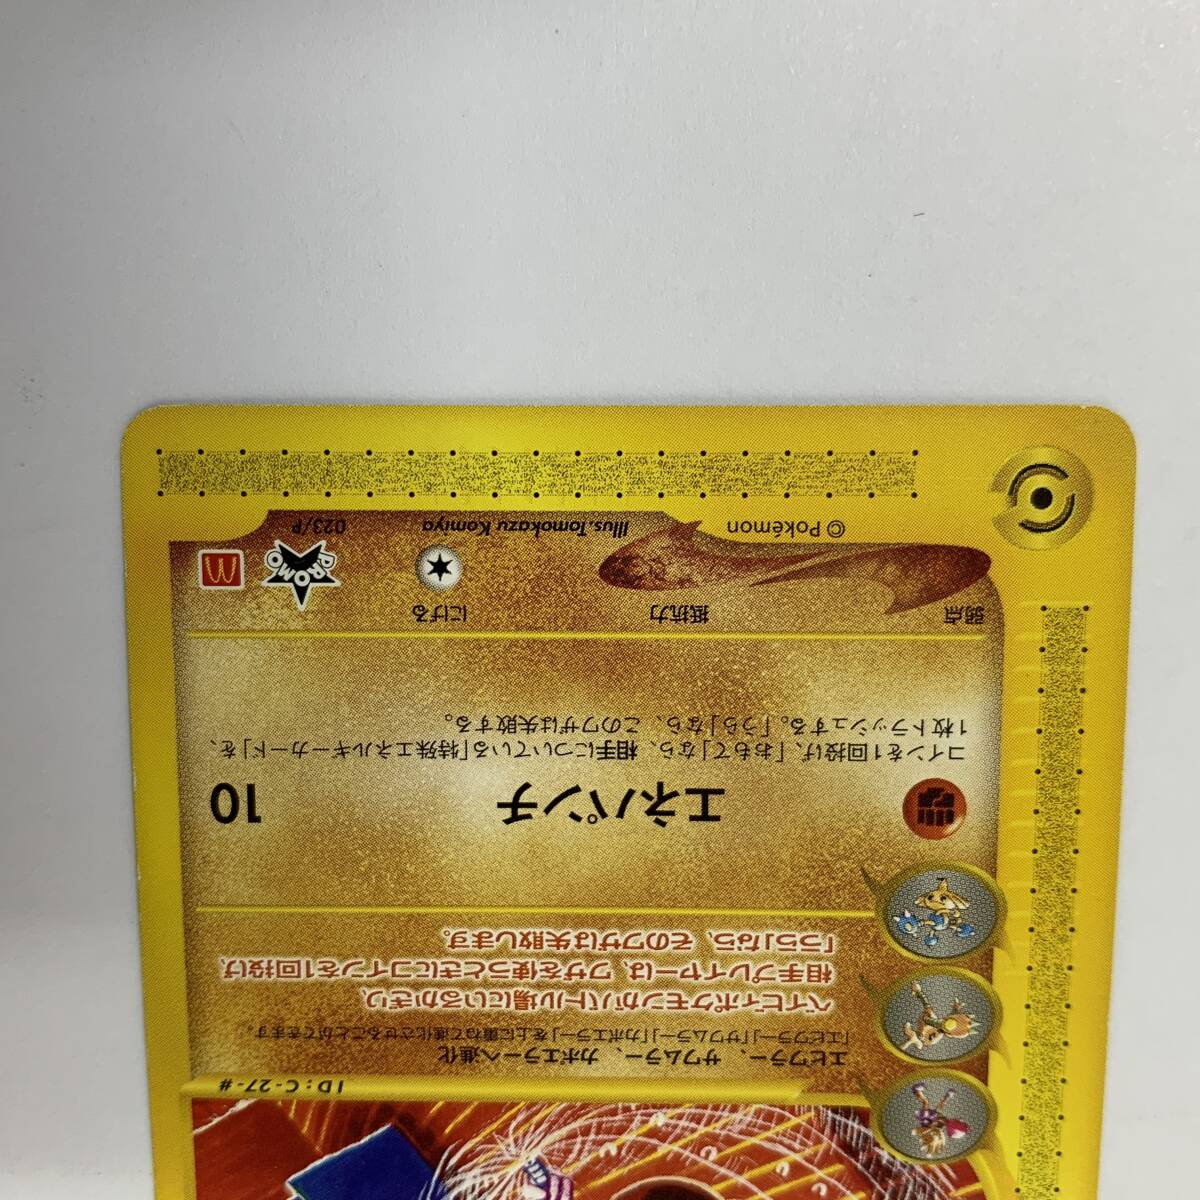 ID:C-27-#
エビワラー、サワムラー、カポエラーへ進化
「エビワラー」「サワムラー」「カポエラー」を上に重ねて進化させることができます。
ベイビィポケモンがバトル場にいるかぎり、
相手プレイヤーは、ワザを使うときにコインを1回投げ
「うら」なら、そのワザは失敗します。
エネパンチ 10
コインを1回投げ、「おもて」なら、相手についている「特殊エネルギーカード」を、
1枚トラッシュする。「うら」なら、このワザは失敗する。
弱点 抵抗力 にげる
PROMO
© Pokémon Illus. Tomokazu Komiya 023/P